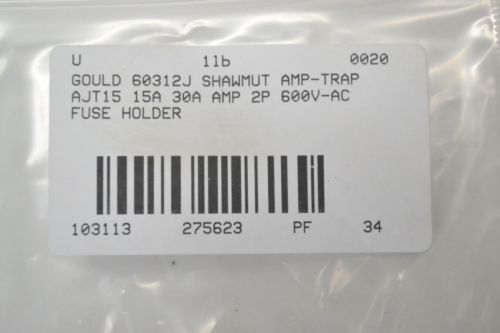 U 11b 0020
GOULD 60312J SHAWMUT AMP-TRAP
AJT15 15A 30A AMP 2P 600V-AC
FUSE HOLDER
103113 275623 PF 34